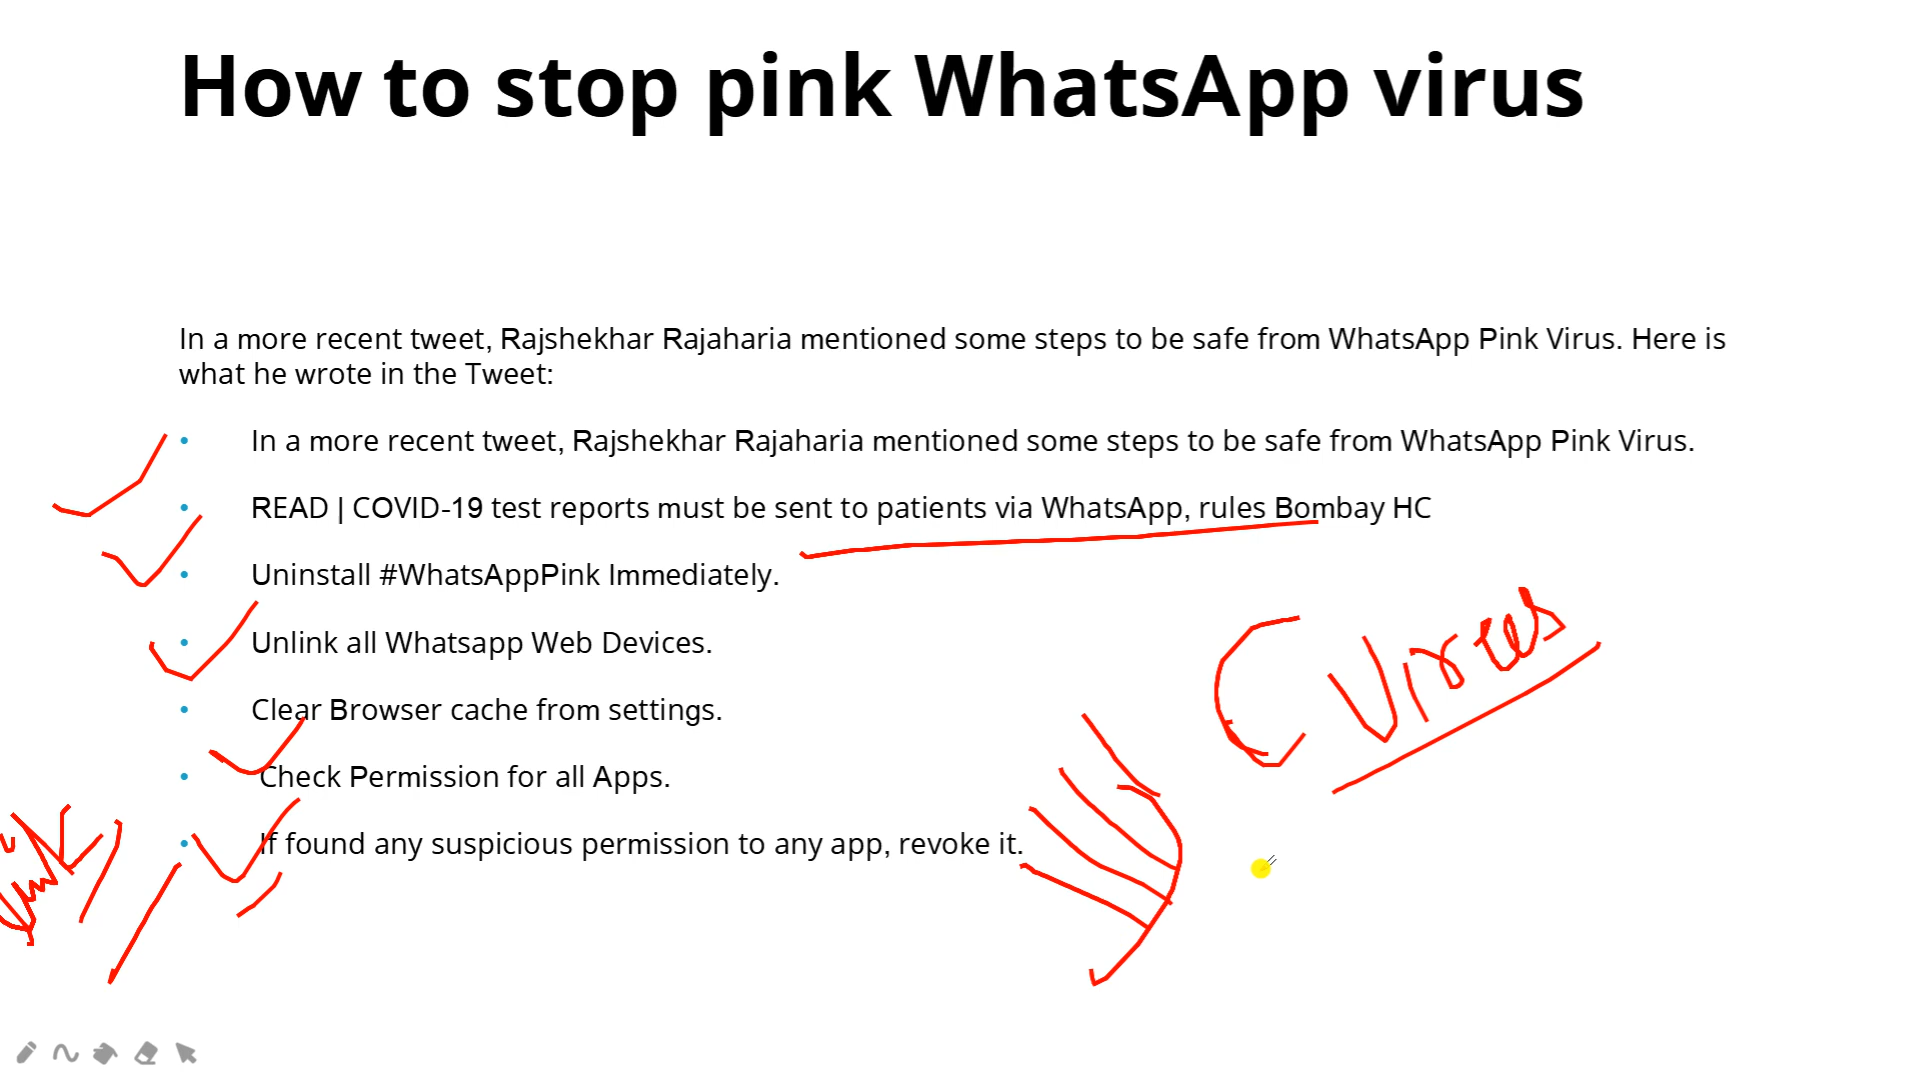 How to stop pink WhatsApp virus
In a more recent tweet, Rajshekhar Rajaharia mentioned some steps to be safe from WhatsApp Pink Virus. Here is
what he wrote in the Tweet:
• In a more recent tweet, Rajshekhar Rajaharia mentioned some steps to be safe from WhatsApp Pink Virus.
• READ | COVID-19 test reports must be sent to patients via WhatsApp, rules Bombay HC
• Uninstall #WhatsAppPink Immediately.
• Unlink all Whatsapp Web Devices.
• Clear Browser cache from settings.
• Check Permission for all Apps.
• If found any suspicious permission to any app, revoke it.
C Virus